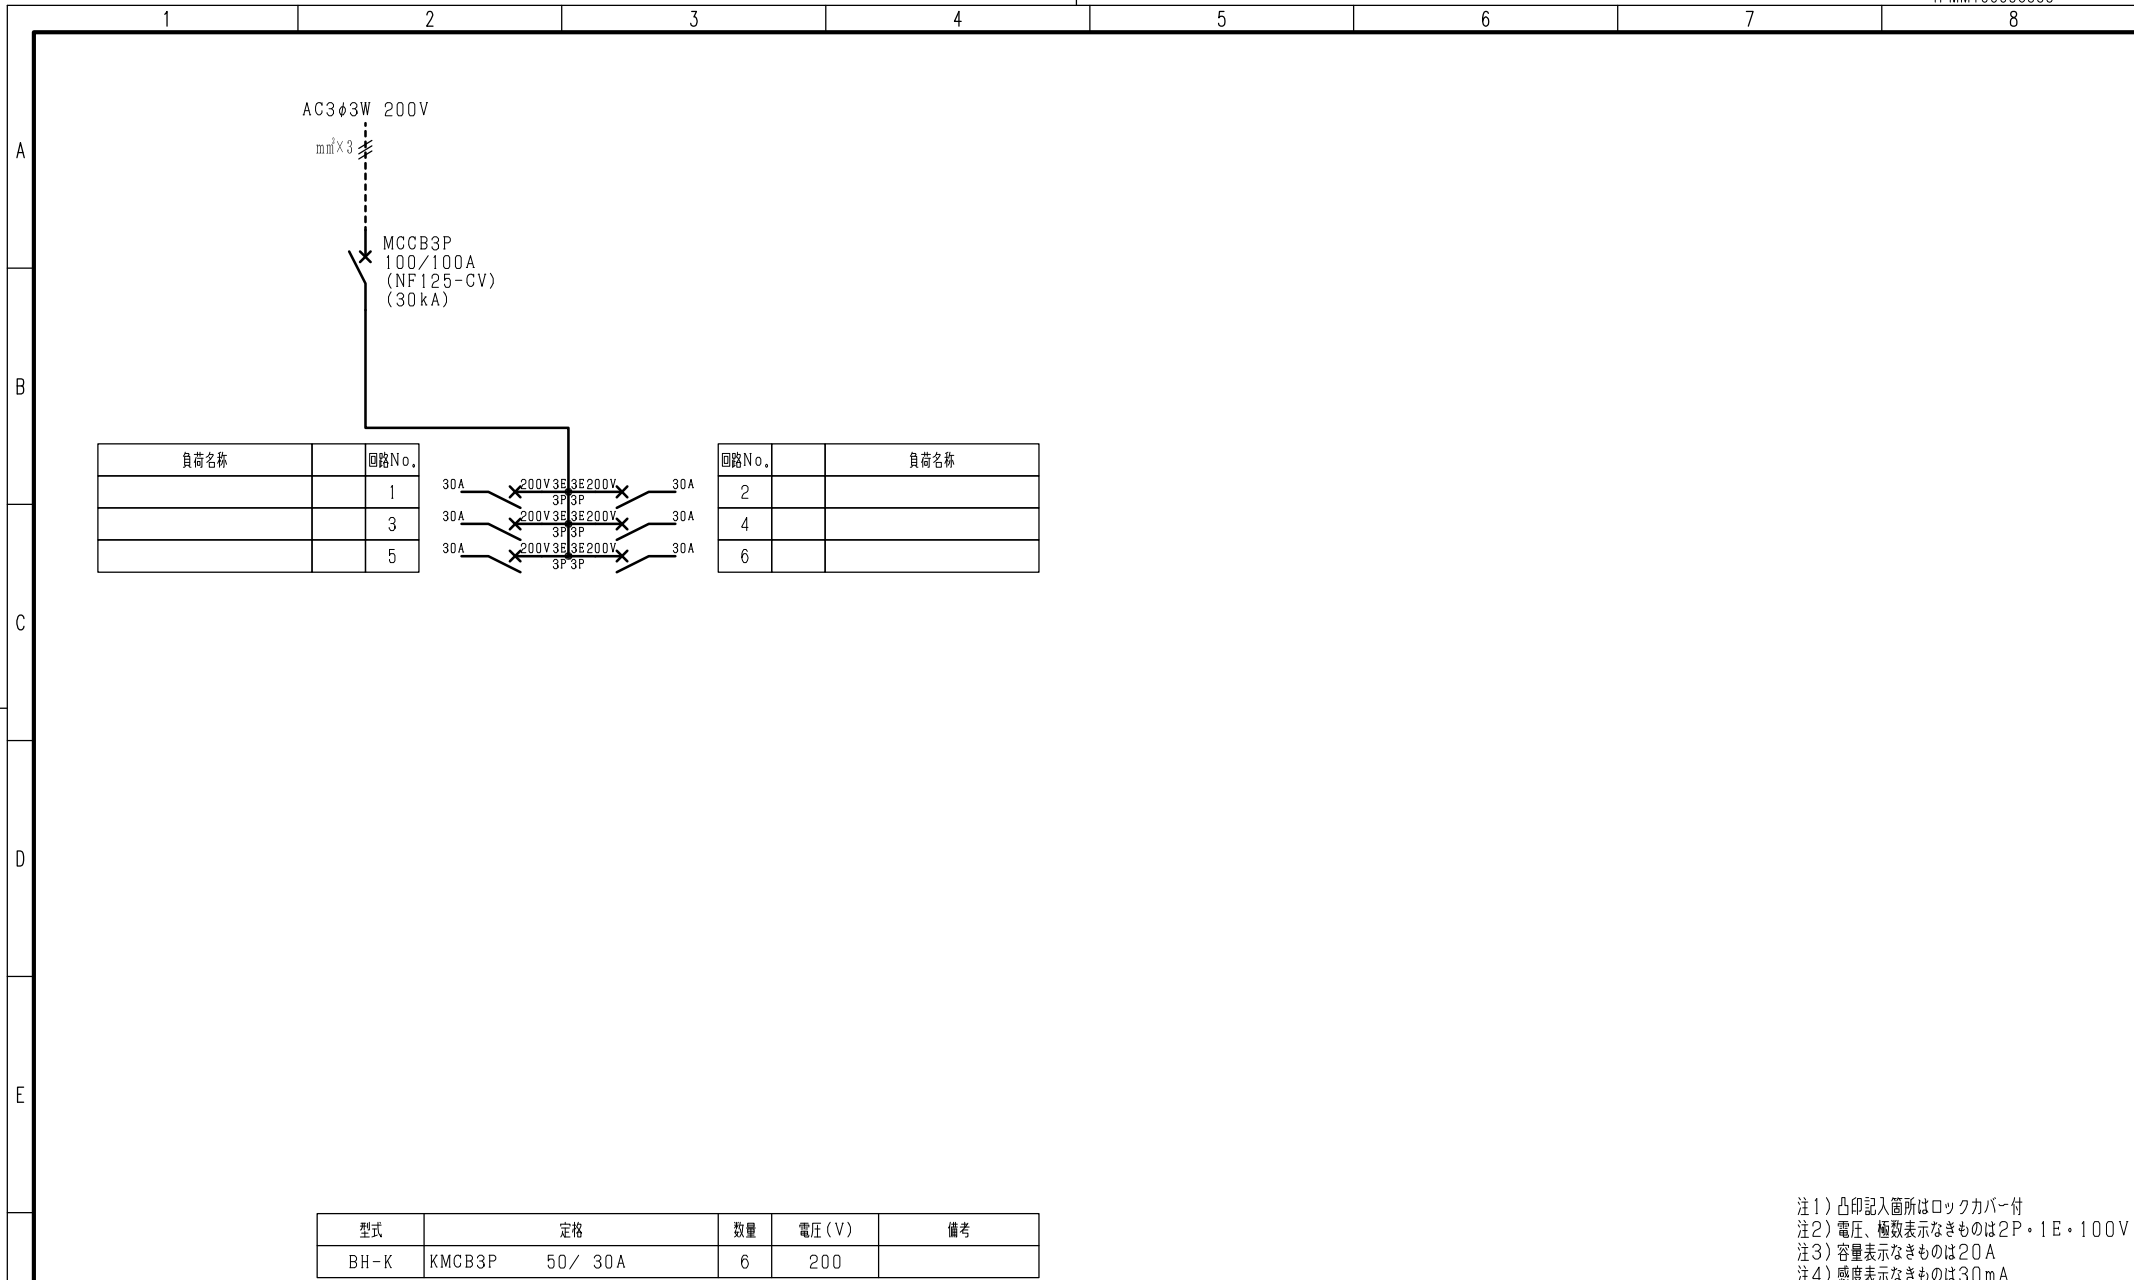 1 2 3 4 5 6 7 8
A
B
C
D
E
AC3φ3W 200V
mm²×3
MCCB3P
100/100A
(NF125-CV)
(30kA)
負荷名称 回路No. 回路No. 負荷名称
1 30A 200V 3E 3E 200V 30A 2
3P 3P
3 30A 200V 3E 3E 200V 30A 4
3P 3P
5 30A 200V 3E 3E 200V 30A 6
3P 3P
型式 定格 数量 電圧(V) 備考
BH-K KMCB3P 50/ 30A 6 200
注1)凸印記入箇所はロックカバー付
注2)電圧、極数表示なきものは2P・1E・100V
注3)容量表示なきものは20A
注4)感度表示なきものは30mA